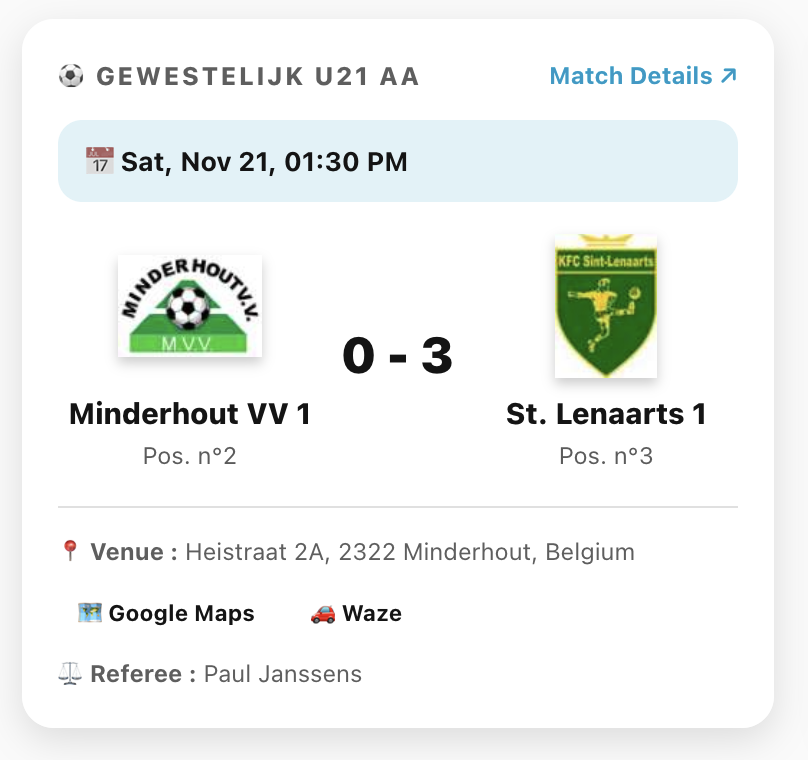 GEWESTELIJK U21 AA
Match Details ↗
17
Sat, Nov 21, 01:30 PM
MINDERHOUT V.V.
M.V.V.
KFC Sint-Lenaarts
0 - 3
Minderhout VV 1
St. Lenaarts 1
Pos. n°2
Pos. n°3
Venue : Heistraat 2A, 2322 Minderhout, Belgium
Google Maps
Waze
Referee : Paul Janssens